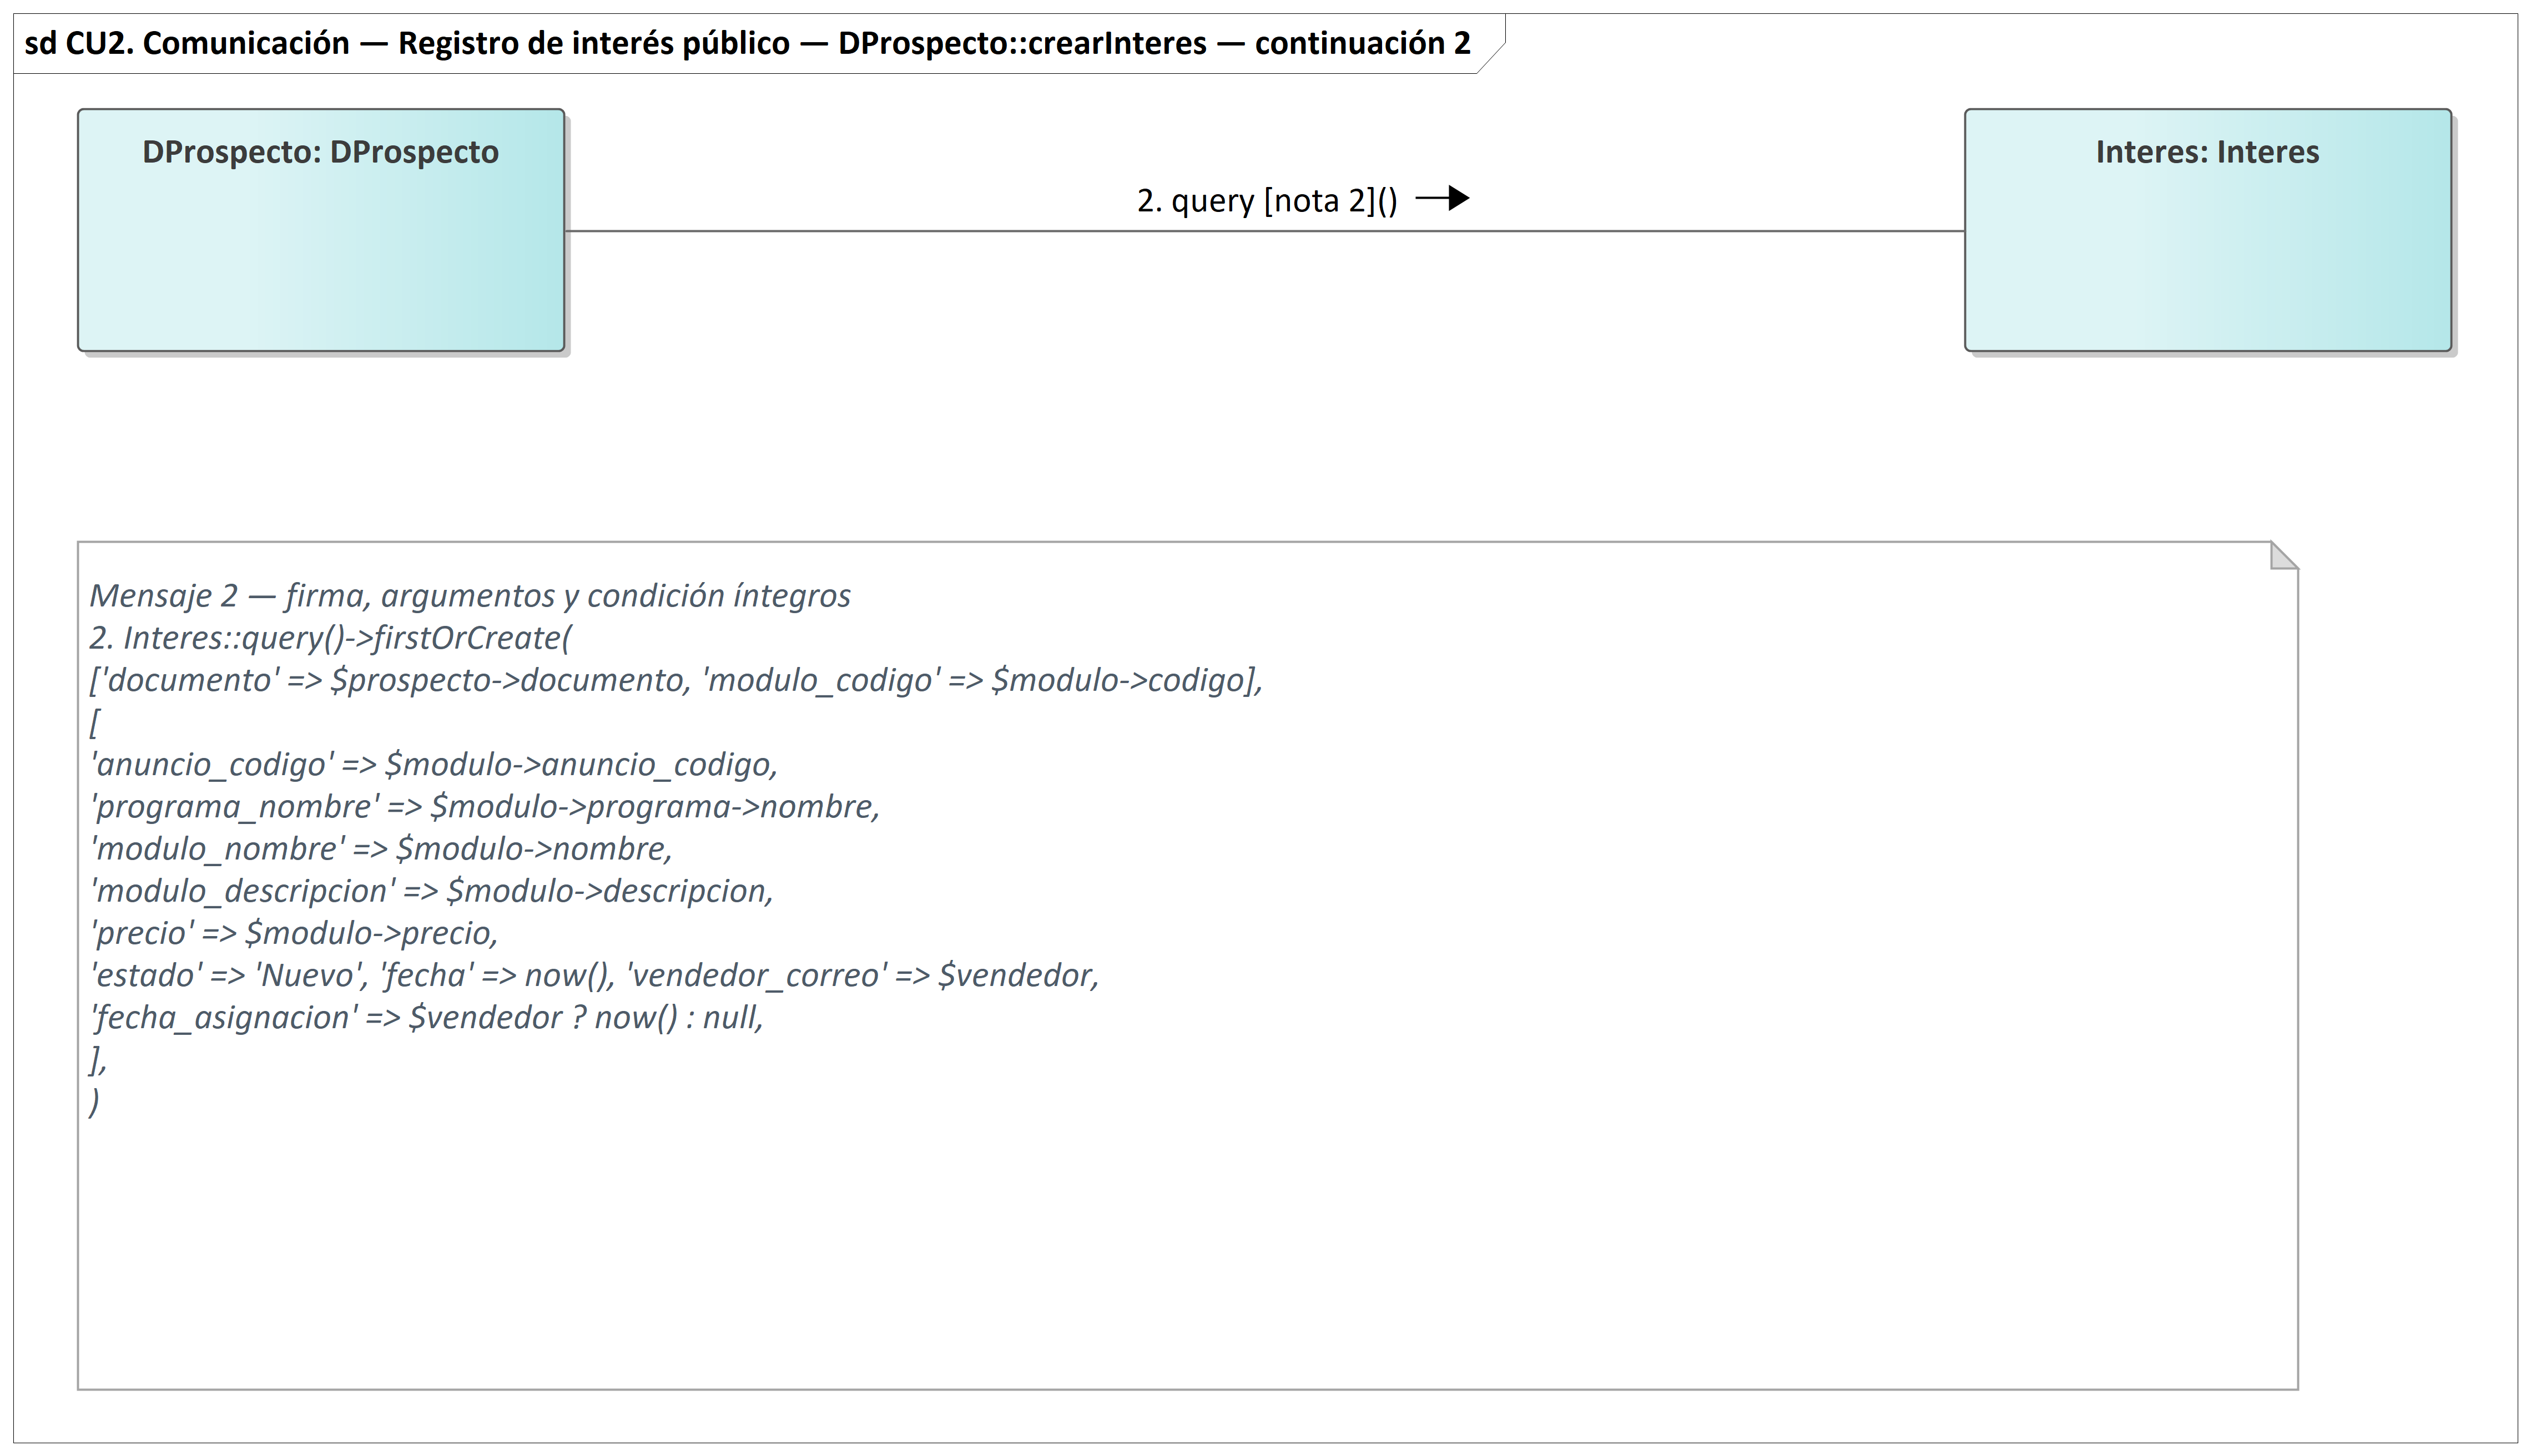 sd CU2. Comunicación — Registro de interés público — DProspecto::crearInteres — continuación 2
DProspecto: DProspecto
Interes: Interes
2. query [nota 2]()
Mensaje 2 — firma, argumentos y condición íntegros
2. Interes::query()->firstOrCreate(
['documento' => $prospecto->documento, 'modulo_codigo' => $modulo->codigo],
[
'anuncio_codigo' => $modulo->anuncio_codigo,
'programa_nombre' => $modulo->programa->nombre,
'modulo_nombre' => $modulo->nombre,
'modulo_descripcion' => $modulo->descripcion,
'precio' => $modulo->precio,
'estado' => 'Nuevo', 'fecha' => now(), 'vendedor_correo' => $vendedor,
'fecha_asignacion' => $vendedor ? now() : null,
],
)